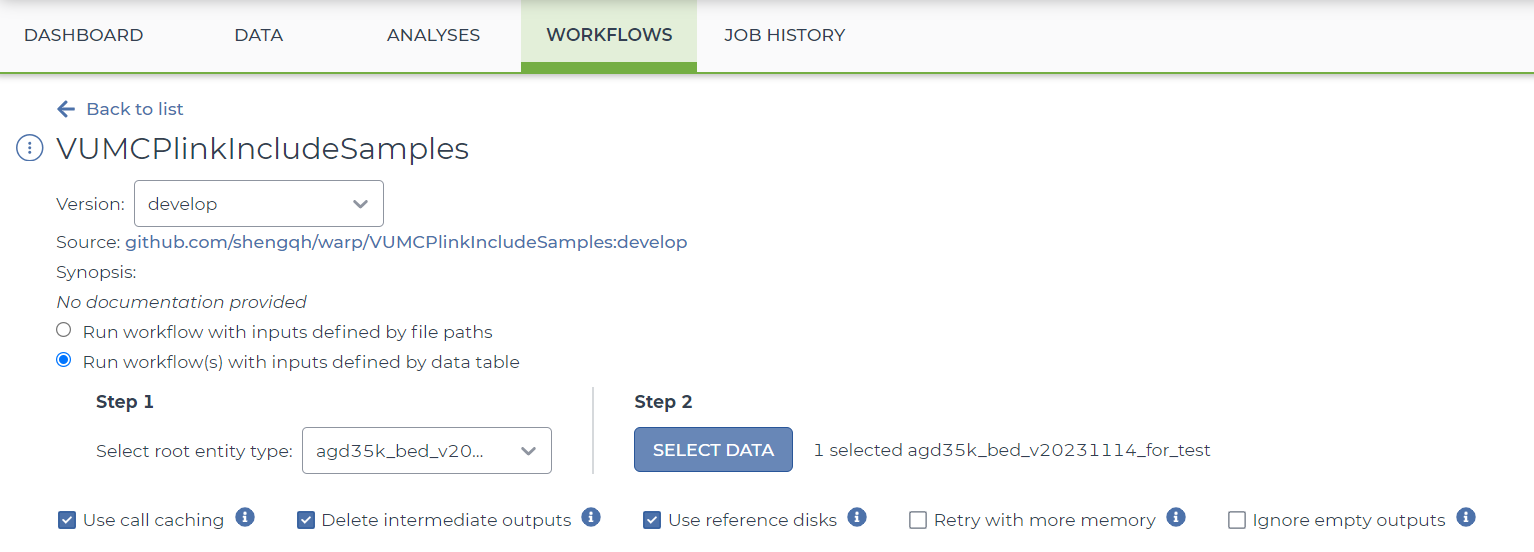 DASHBOARD DATA ANALYSES WORKFLOWS JOB HISTORY
Back to list
VUMCPlinkIncludeSamples
Version: develop
Source: github.com/shengqh/warp/VUMCPlinkIncludeSamples:develop
Synopsis:
No documentation provided
Run workflow with inputs defined by file paths
Run workflow(s) with inputs defined by data table
Step 1 Step 2
Select root entity type: agd35k_bed_v20... SELECT DATA 1 selected agd35k_bed_v20231114_for_test
Use call caching Delete intermediate outputs Use reference disks Retry with more memory Ignore empty outputs